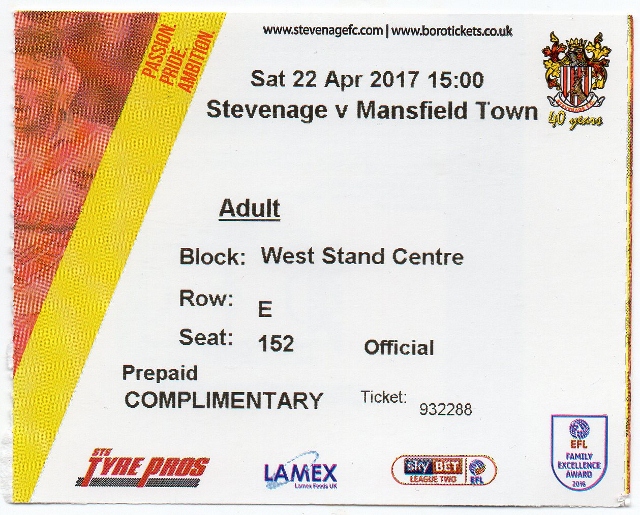 www.stevenagefc.com | www.borotickets.co.uk
PASSION
PRIDE
AMBITION
Sat 22 Apr 2017 15:00
Stevenage v Mansfield Town
40 years
Adult
Block: West Stand Centre
Row: E
Seat: 152 Official
Prepaid
COMPLIMENTARY Ticket: 932288
STS
TYRE PROS
LAMEX
Lamex Foods UK
sky BET
LEAGUE TWO EFL
EFL
FAMILY
EXCELLENCE
AWARD
2016